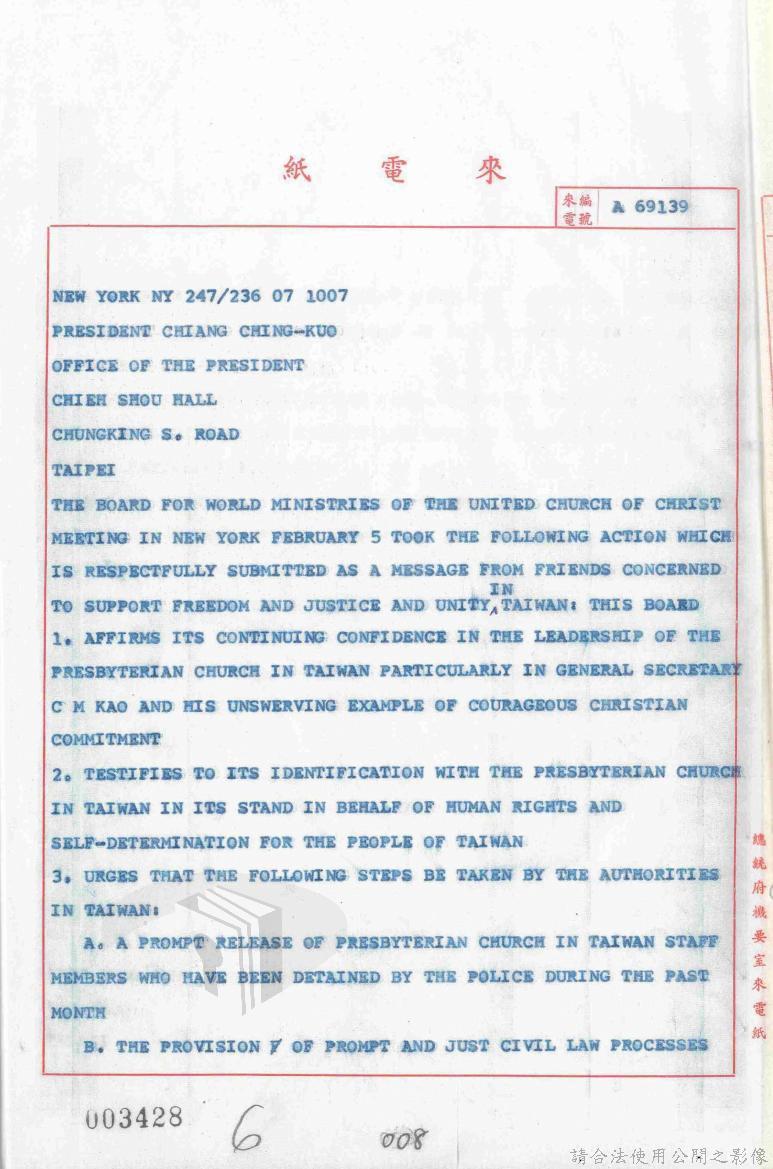 紙 電 來
來電 編號 A 69139
NEW YORK NY 247/236 07 1007
PRESIDENT CHIANG CHING-KUO
OFFICE OF THE PRESIDENT
CHIEH SHOU HALL
CHUNGKING S. ROAD
TAIPEI
THE BOARD FOR WORLD MINISTRIES OF THE UNITED CHURCH OF CHRIST
MEETING IN NEW YORK FEBRUARY 5 TOOK THE FOLLOWING ACTION WHICH
IS RESPECTFULLY SUBMITTED AS A MESSAGE FROM FRIENDS CONCERNED
TO SUPPORT FREEDOM AND JUSTICE AND UNITY IN TAIWAN: THIS BOARD
1. AFFIRMS ITS CONTINUING CONFIDENCE IN THE LEADERSHIP OF THE
PRESBYTERIAN CHURCH IN TAIWAN PARTICULARLY IN GENERAL SECRETARY
C M KAO AND HIS UNSWERVING EXAMPLE OF COURAGEOUS CHRISTIAN
COMMITMENT
2. TESTIFIES TO ITS IDENTIFICATION WITH THE PRESBYTERIAN CHURCH
IN TAIWAN IN ITS STAND IN BEHALF OF HUMAN RIGHTS AND
SELF-DETERMINATION FOR THE PEOPLE OF TAIWAN
3. URGES THAT THE FOLLOWING STEPS BE TAKEN BY THE AUTHORITIES
IN TAIWAN:
A. A PROMPT RELEASE OF PRESBYTERIAN CHURCH IN TAIWAN STAFF
MEMBERS WHO HAVE BEEN DETAINED BY THE POLICE DURING THE PAST
MONTH
B. THE PROVISION OF PROMPT AND JUST CIVIL LAW PROCESSES
總統府機要室來電紙
003428 6 008
請合法使用公開之影像